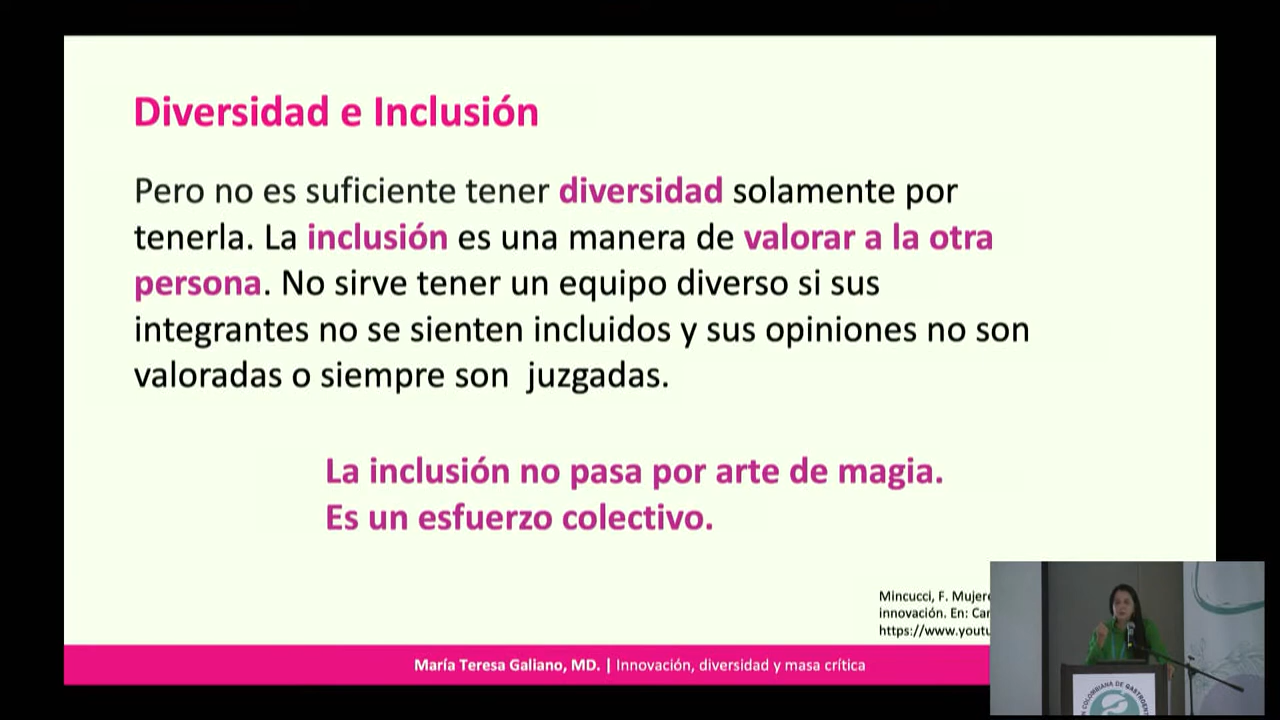 Diversidad e Inclusión
Pero no es suficiente tener diversidad solamente por
tenerla. La inclusión es una manera de valorar a la otra
persona. No sirve tener un equipo diverso si sus
integrantes no se sienten incluidos y sus opiniones no son
valoradas o siempre son juzgadas.
La inclusión no pasa por arte de magia.
Es un esfuerzo colectivo.
Mincucci, F.
innovación. En:
https://www.youtu
María Teresa Galiano, MD. | Innovación, diversidad y masa crítica
COLOMBIANA DE